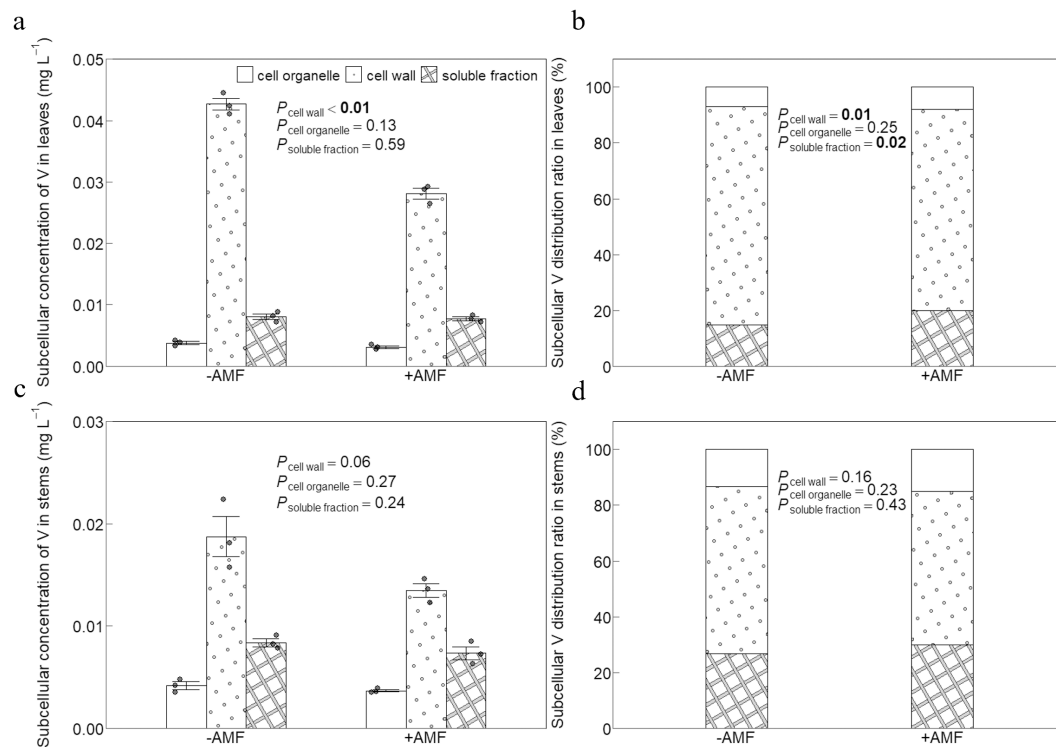 a
Subcellular concentration of V in leaves (mg L⁻¹)
0.05
0.04
0.03
0.02
0.01
0.00
cell organelle cell wall soluble fraction
P cell wall < 0.01
P cell organelle = 0.13
P soluble fraction = 0.59
-AMF +AMF
b
Subcellular V distribution ratio in leaves (%)
100
80
60
40
20
0
P cell wall = 0.01
P cell organelle = 0.25
P soluble fraction = 0.02
-AMF +AMF
c
Subcellular concentration of V in stems (mg L⁻¹)
0.03
0.02
0.01
0.00
P cell wall = 0.06
P cell organelle = 0.27
P soluble fraction = 0.24
-AMF +AMF
d
Subcellular V distribution ratio in stems (%)
100
80
60
40
20
0
P cell wall = 0.16
P cell organelle = 0.23
P soluble fraction = 0.43
-AMF +AMF